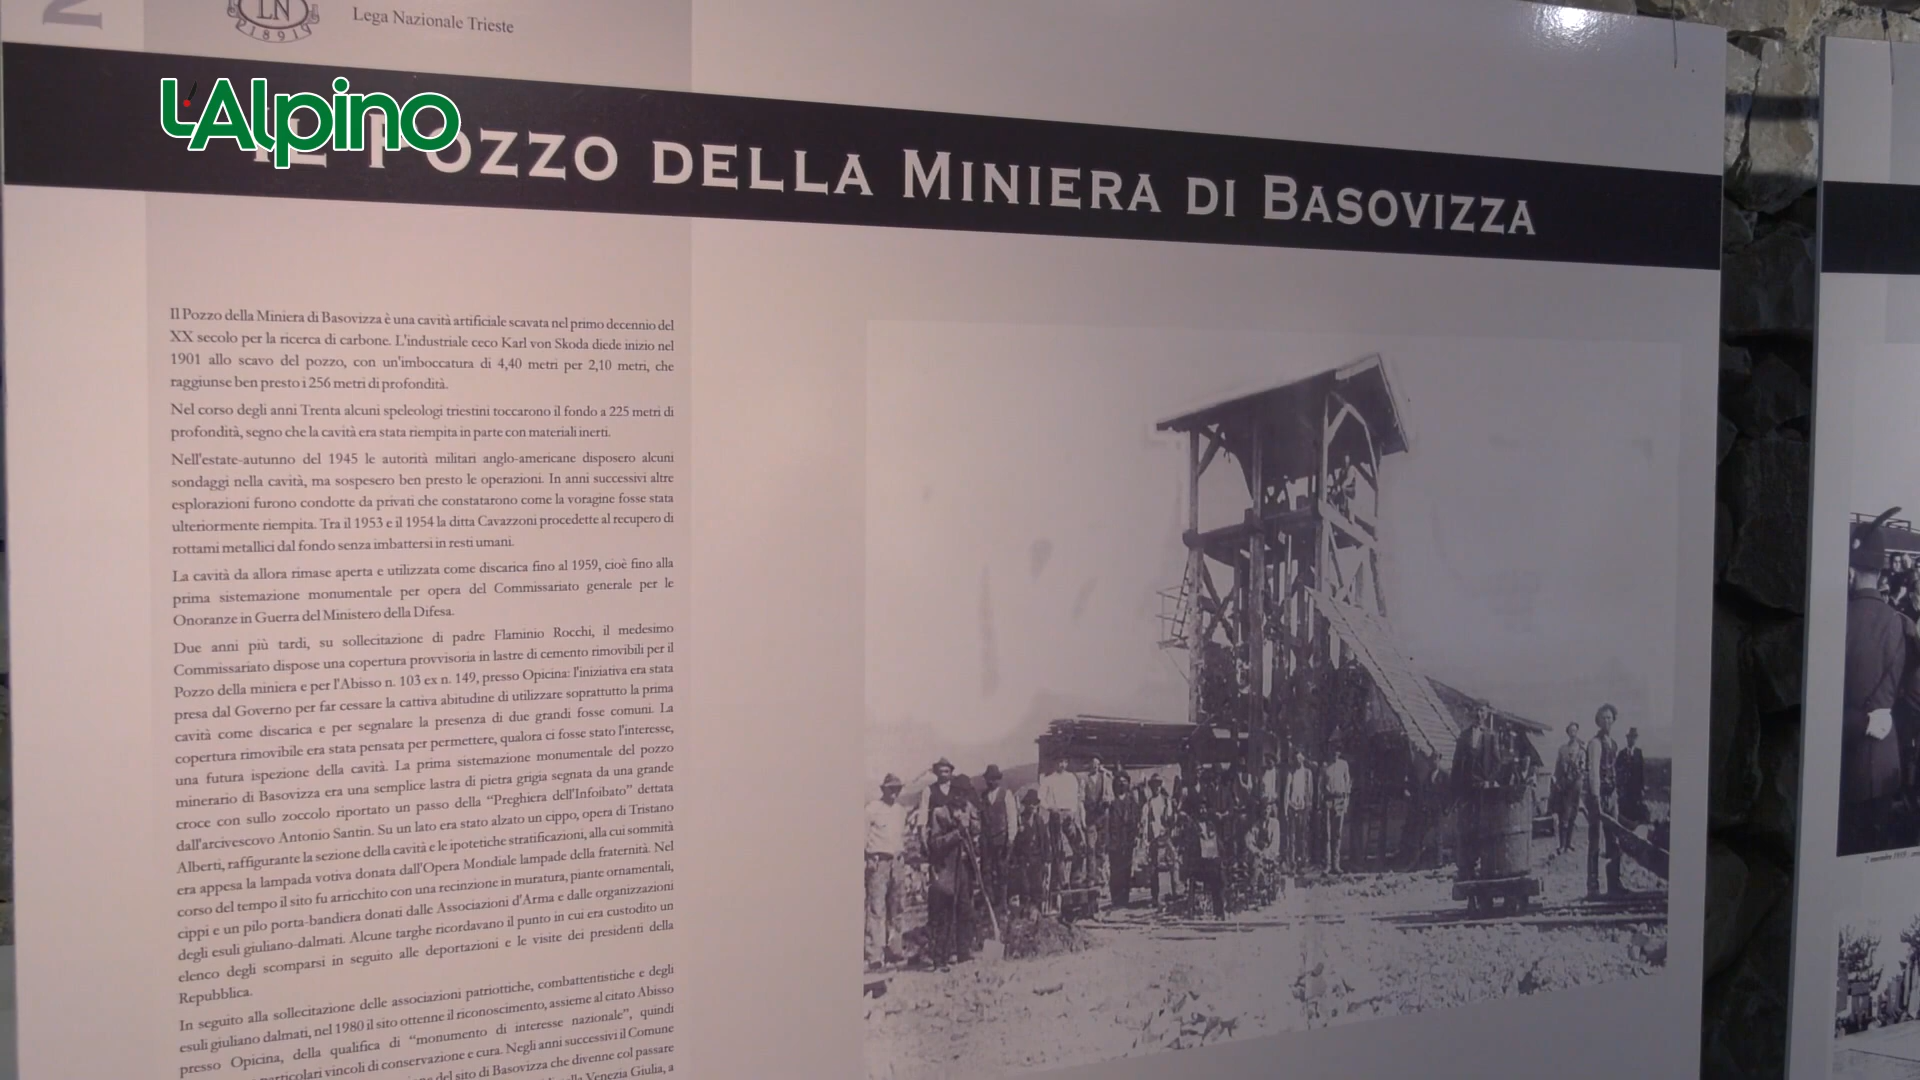 LN
1891
Lega Nazionale Trieste
L'Alpino
IL POZZO DELLA MINIERA DI BASOVIZZA
Il Pozzo della Miniera di Basovizza è una cavità artificiale scavata nel primo decennio del
XX secolo per la ricerca di carbone. L'industriale ceco Karl von Skoda diede inizio nel
1901 allo scavo del pozzo, con un'imboccatura di 4,40 metri per 2,10 metri, che
raggiunse ben presto i 256 metri di profondità.
Nel corso degli anni Trenta alcuni speleologi triestini toccarono il fondo a 225 metri di
profondità, segno che la cavità era stata riempita in parte con materiali inerti.
Nell'estate-autunno del 1945 le autorità militari anglo-americane disposero alcuni
sondaggi nella cavità, ma sospesero ben presto le operazioni. In anni successivi altre
esplorazioni furono condotte da privati che constatarono come la voragine fosse stata
ulteriormente riempita. Tra il 1953 e il 1954 la ditta Cavazzoni procedette al recupero di
rottami metallici dal fondo senza imbattersi in resti umani.
La cavità da allora rimase aperta e utilizzata come discarica fino al 1959, cioè fino alla
prima sistemazione monumentale per opera del Commissariato generale per le
Onoranze in Guerra del Ministero della Difesa.
Due anni più tardi, su sollecitazione di padre Flaminio Rocchi, il medesimo
Commissariato dispose una copertura provvisoria in lastre di cemento rimovibili per il
Pozzo della miniera e per l'Abisso n. 103 ex n. 149, presso Opicina: l'iniziativa era stata
presa dal Governo per far cessare la cattiva abitudine di utilizzare soprattutto la prima
cavità come discarica e per segnalare la presenza di due grandi fosse comuni. La
copertura rimovibile era stata pensata per permettere, qualora ci fosse stato l'interesse,
una futura ispezione della cavità. La prima sistemazione monumentale del pozzo
minerario di Basovizza era una semplice lastra di pietra grigia segnata da una grande
croce con sullo zoccolo riportato un passo della “Preghiera dell'Infoibato” dettata
dall'arcivescovo Antonio Santin. Su un lato era stato alzato un cippo, opera di Tristano
Alberti, raffigurante la sezione della cavità e le ipotetiche stratificazioni, alla cui sommità
era appesa la lampada votiva donata dall'Opera Mondiale lampade della fraternità. Nel
corso del tempo il sito fu arricchito con una recinzione in muratura, piante ornamentali,
cippi e un pilo porta-bandiera donati dalle Associazioni d'Arma e dalle organizzazioni
degli esuli giuliano-dalmati. Alcune targhe ricordavano il punto in cui era custodito un
elenco degli scomparsi in seguito alle deportazioni e le visite dei presidenti della
Repubblica.
In seguito alla sollecitazione delle associazioni patriottiche, combattentistiche e degli
esuli giuliano dalmati, nel 1980 il sito ottenne il riconoscimento, assieme al citato Abisso
presso Opicina, della qualifica di “monumento di interesse nazionale”, quindi
particolari vincoli di conservazione e cura. Negli anni successivi il Comune
del sito di Basovizza che divenne col passare
Venezia Giulia, a